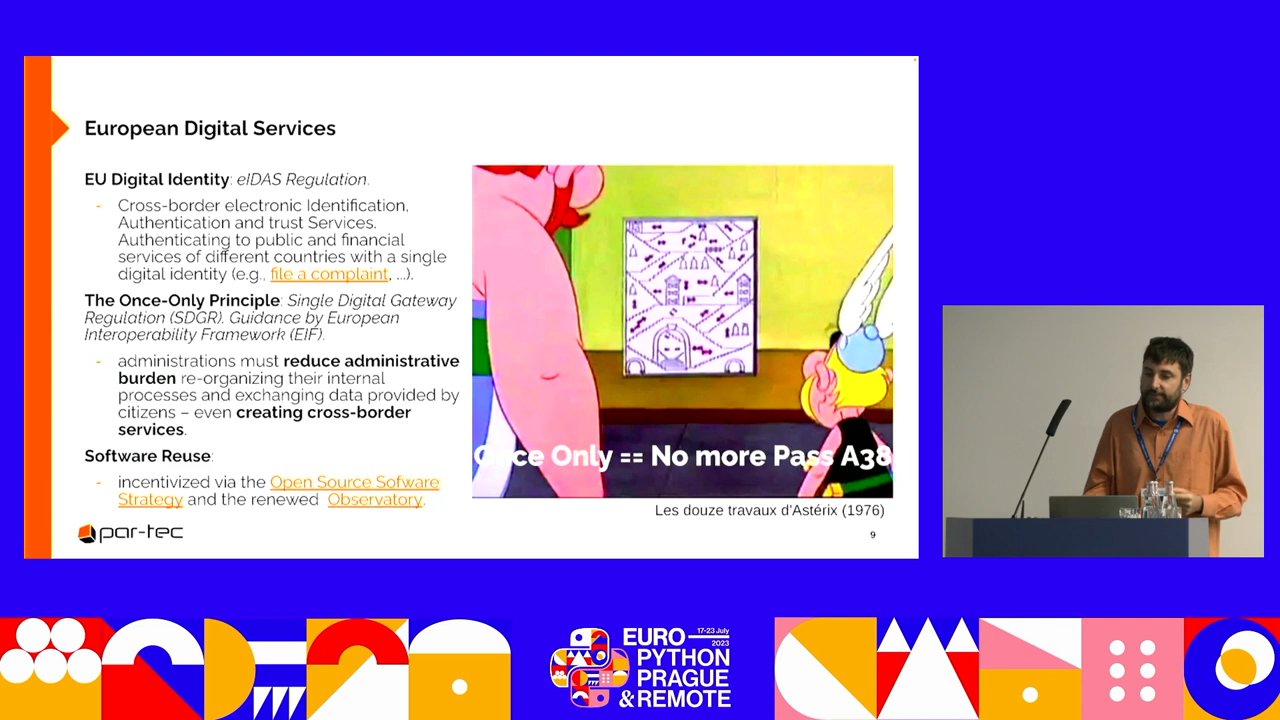 European Digital Services
EU Digital Identity: eIDAS Regulation.
- Cross-border electronic Identification,
Authentication and trust Services.
Authenticating to public and financial
services of different countries with a single
digital identity (e.g., file a complaint, ...).
The Once-Only Principle: Single Digital Gateway
Regulation (SDGR). Guidance by European
Interoperability Framework (EIF).
- administrations must reduce administrative
burden re-organizing their internal
processes and exchanging data provided by
citizens – even creating cross-border
services.
Software Reuse:
- incentivized via the Open Source Sofware
Strategy and the renewed Observatory.
Once Only == No more Pass A38
Les douze travaux d'Astérix (1976)
par-tec
9
EURO
17-23 July
2023
PYTHON
PRAGUE
& REMOTE